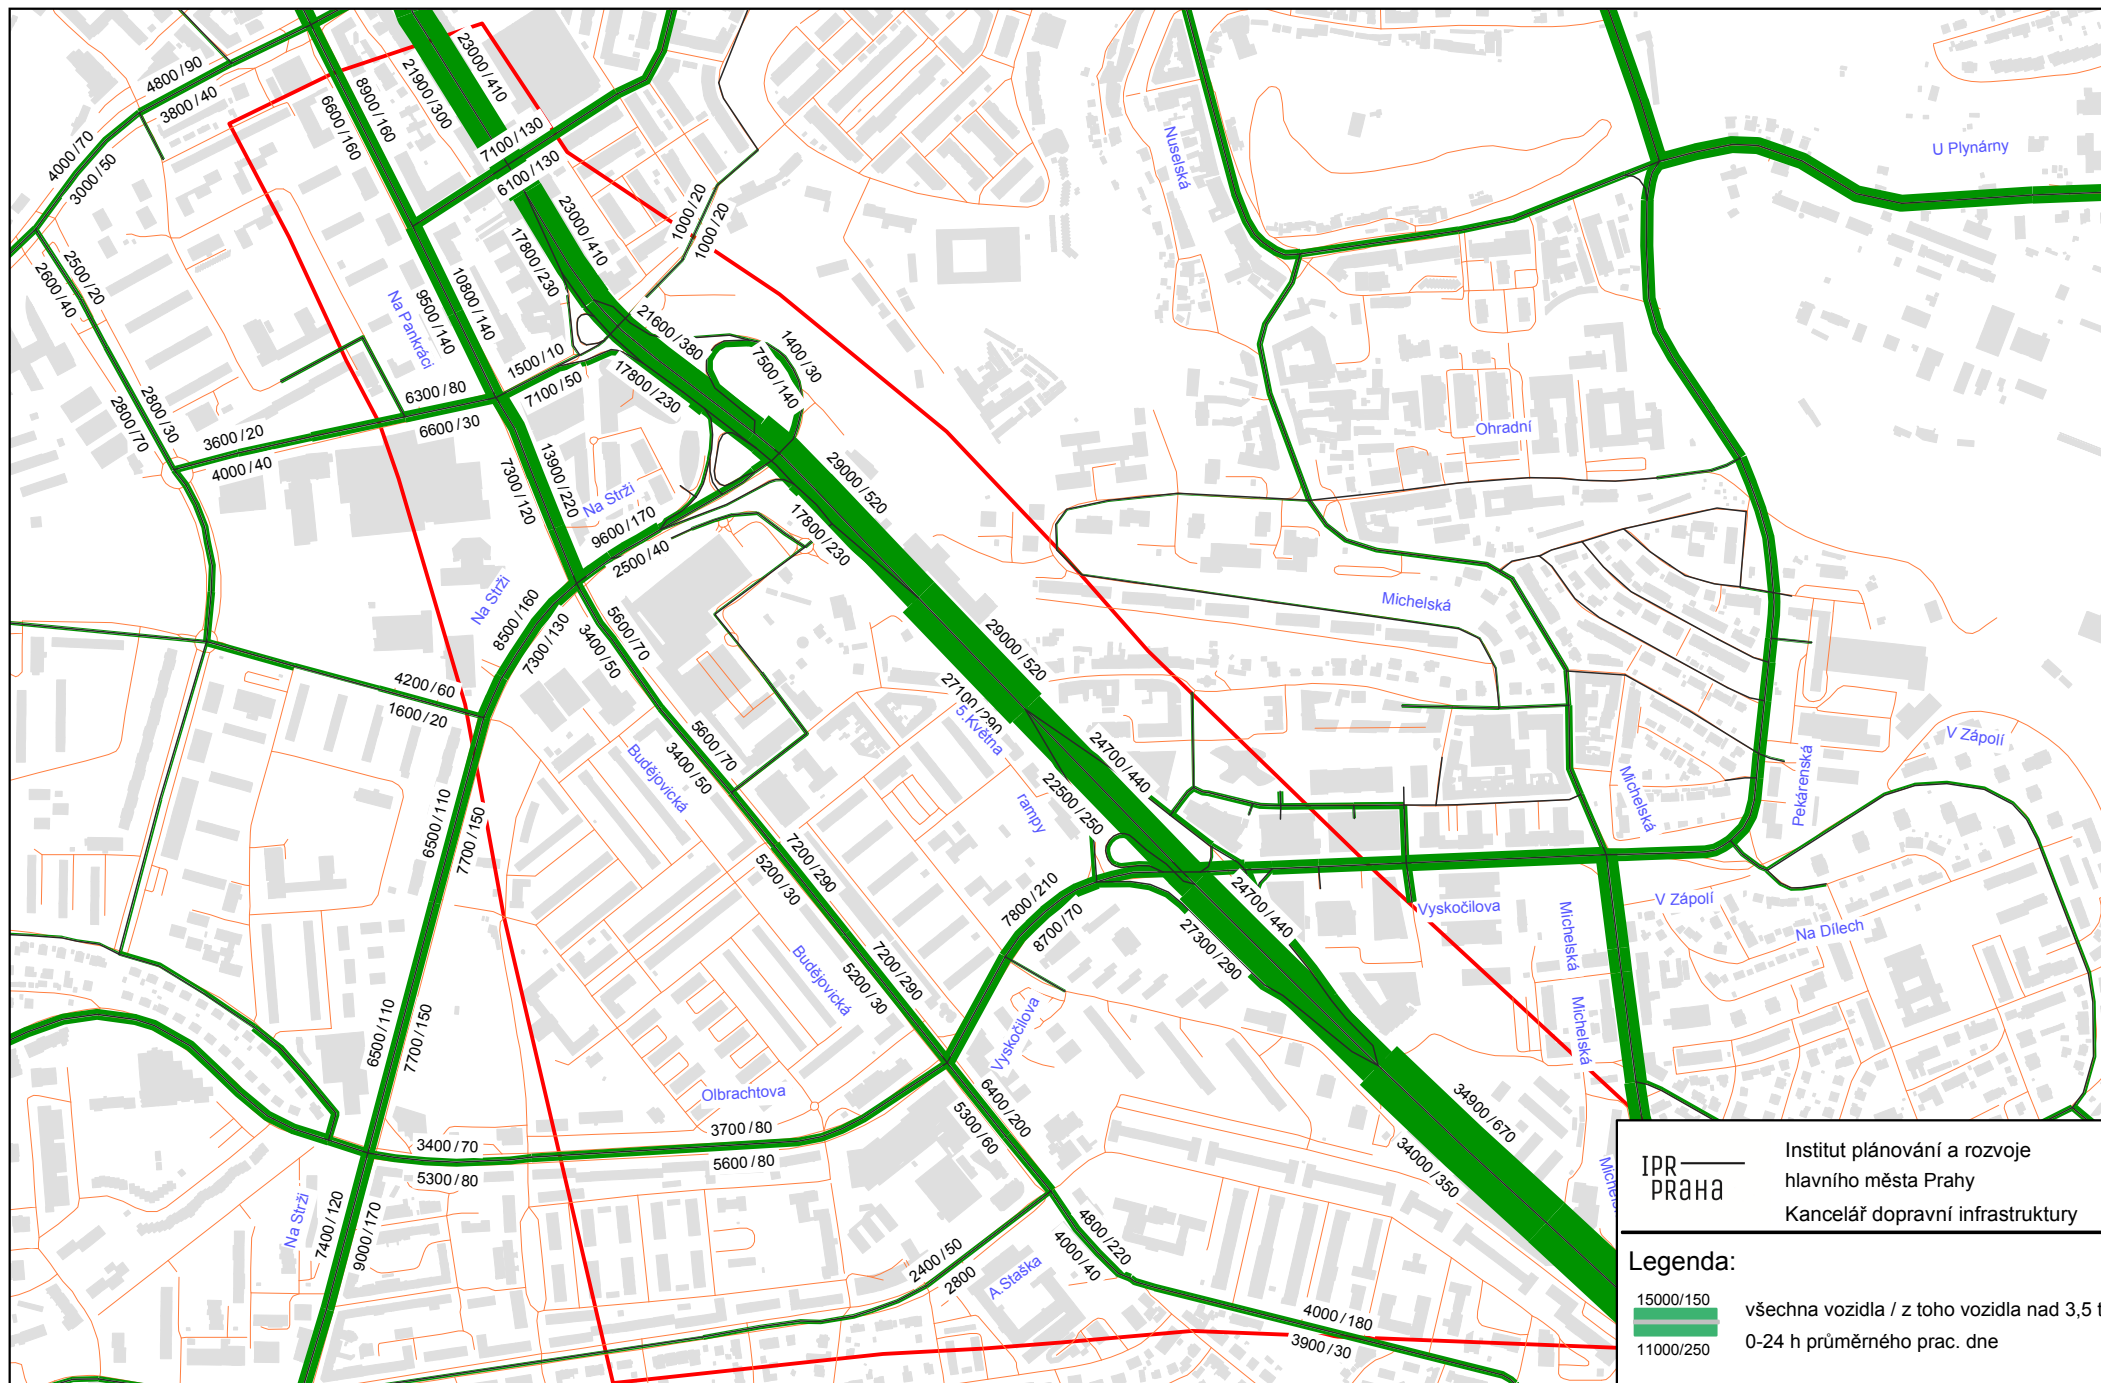 4800/90
3800/40
4000/70
3000/50
8900/160
6600/160
23000/410
21900/300
7100/130
6100/130
1000/20
1000/20
23000/410
17800/230
2500/20
2600/40
Na Pankráci
10800/140
9500/140
1500/10
7100/50
21600/380
17800/230
1400/30
7500/140
Nuselská
U Plynárny
Ohradní
2800/30
2800/70
6300/80
6600/30
3600/20
4000/40
13900/220
7300/120
Na Strži
9600/170
2500/40
29000/520
17800/230
Na Strži
8500/160
7300/130
5600/70
3400/50
Michelská
29000/520
27100/290
5.Května
4200/60
1600/20
5600/70
3400/50
Budějovická
24700/440
22500/250
rampy
V Zápolí
Michelská
Pekárenská
6500/110
7700/150
7200/290
5200/30
7800/210
8700/70
24700/440
27300/290
Vyskočilova
V Zápolí
Michelská
Na Dílech
Budějovická
7200/290
5200/30
6500/110
7700/150
Vyskočilova
Michelská
Olbrachtova
6400/200
5300/60
3400/70
5300/80
3700/80
5600/80
34900/670
34000/350
Na Strži
7400/120
9000/170
2400/50
2800
A.Staška
4800/220
4000/40
4000/180
3900/30
IPR
PRAHA
Institut plánování a rozvoje
hlavního města Prahy
Kancelář dopravní infrastruktury
Legenda:
15000/150
11000/250
všechna vozidla / z toho vozidla nad 3,5 t
0-24 h průměrného prac. dne